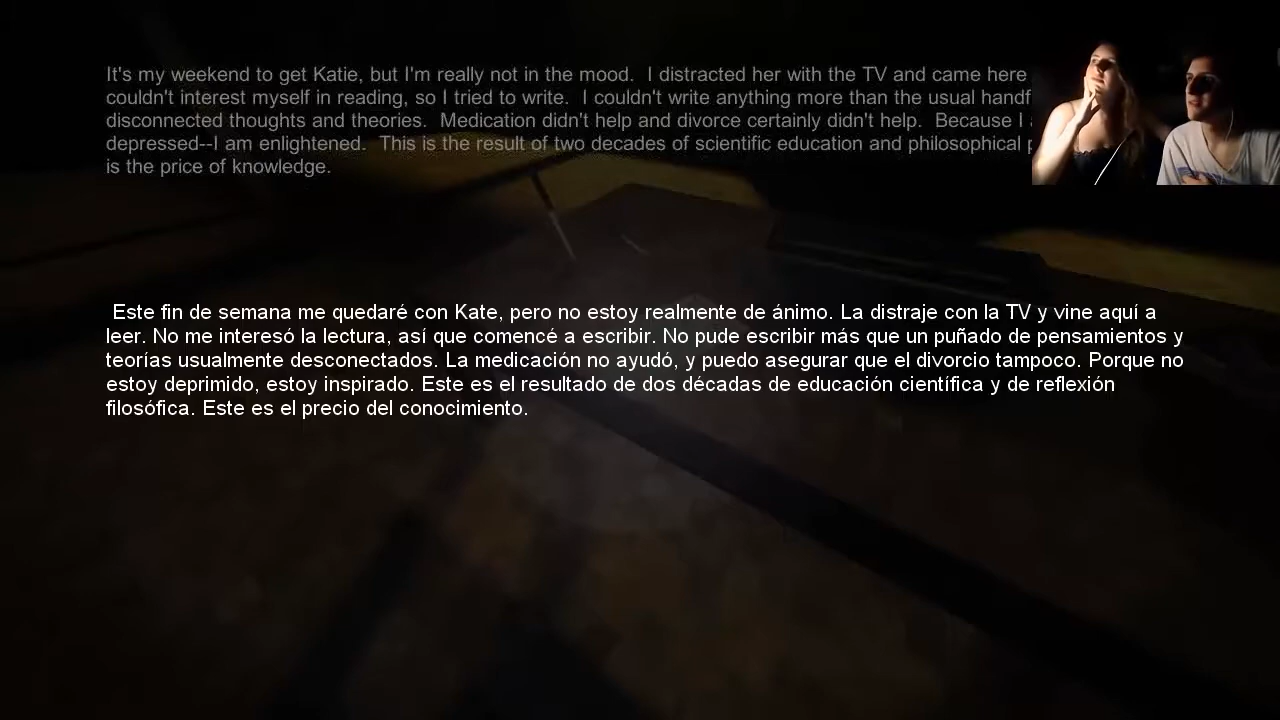 It's my weekend to get Katie, but I'm really not in the mood. I distracted her with the TV and came here
couldn't interest myself in reading, so I tried to write. I couldn't write anything more than the usual
disconnected thoughts and theories. Medication didn't help and divorce certainly didn't help. Because I
depressed--I am enlightened. This is the result of two decades of scientific education and philosophical
is the price of knowledge.
Este fin de semana me quedaré con Kate, pero no estoy realmente de ánimo. La distraje con la TV y vine aquí a
leer. No me interesó la lectura, así que comencé a escribir. No pude escribir más que un puñado de pensamientos y
teorías usualmente desconectados. La medicación no ayudó, y puedo asegurar que el divorcio tampoco. Porque no
estoy deprimido, estoy inspirado. Este es el resultado de dos décadas de educación científica y de reflexión
filosófica. Este es el precio del conocimiento.